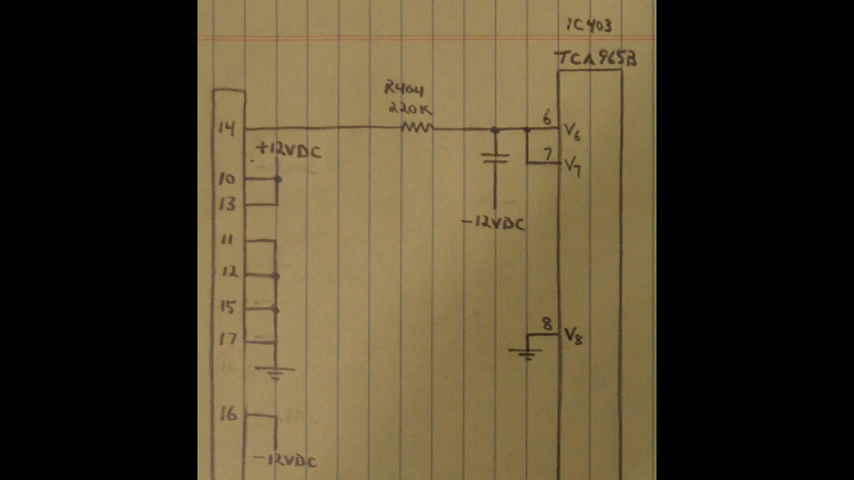 IC403
TCA965B
R404
220K
14
6
V6
+12VDC
7
V7
10
13
-12VDC
11
12
15
8
V8
17
16
-12VDC